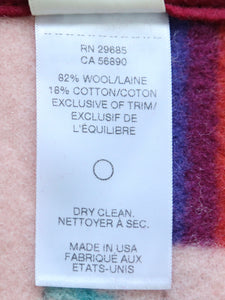 RN 29685
CA 56890
82% WOOL/LAINE
18% COTTON/COTON
EXCLUSIVE OF TRIM/
EXCLUSIF DE
L'ÉQUILIBRE
DRY CLEAN.
NETTOYER À SEC.
MADE IN USA
FABRIQUÉ AUX
ETATS-UNIS